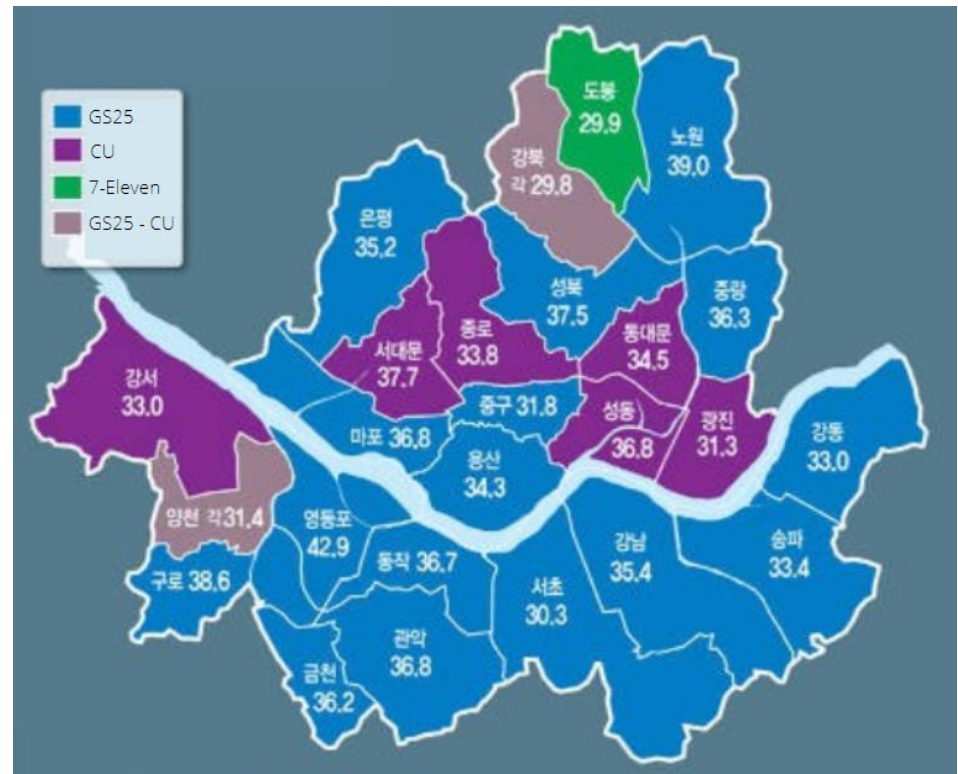 GS25
CU
7-Eleven
GS25 - CU
도봉
29.9
노원
39.0
강북
각 29.8
은평
35.2
성북
37.5
중랑
36.3
종로
33.8
동대문
34.5
서대문
37.7
강서
33.0
중구 31.8
성동
36.8
광진
31.3
강동
33.0
마포 36.8
용산
34.3
양천 각 31.4
영등포
42.9
강남
35.4
송파
33.4
동작 36.7
구로 38.6
서초
30.3
관악
36.8
금천
36.2